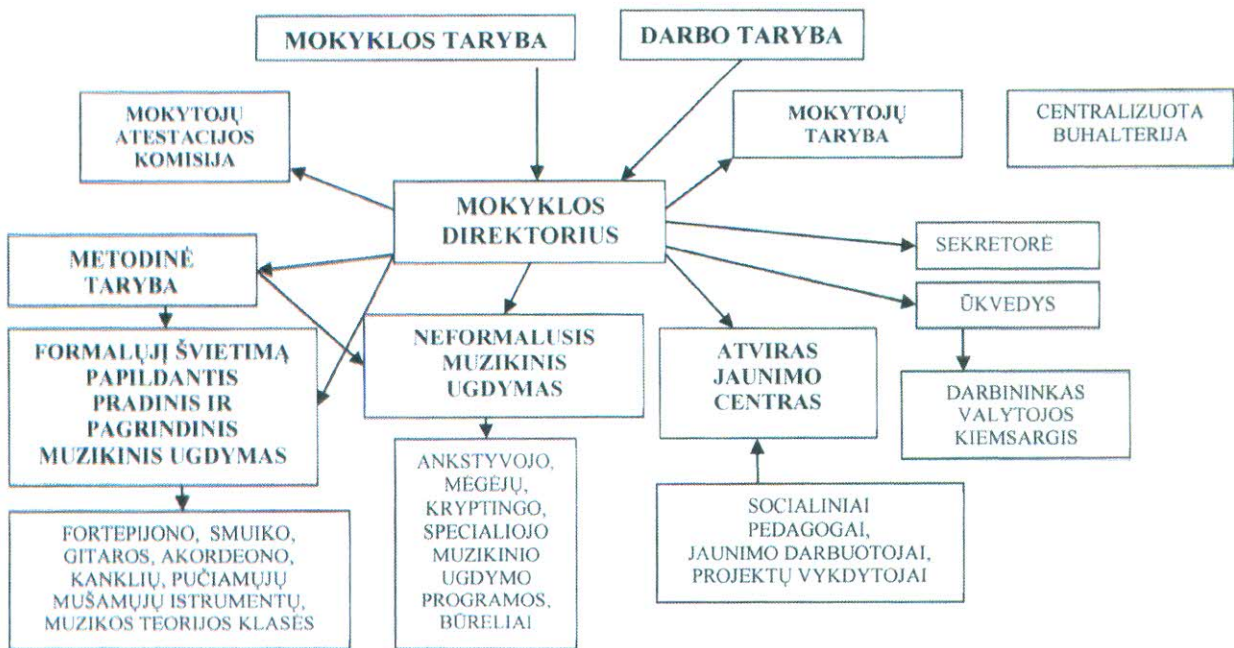 MOKYKLOS TARYBA
DARBO TARYBA
MOKYTOJŲ
ATESTACIJOS
KOMISIJA
MOKYTOJŲ
TARYBA
CENTRALIZUOTA
BUHALTERIJA
MOKYKLOS
DIREKTORIUS
METODINĖ
TARYBA
SEKRETORĖ
ŪKVEDYS
FORMALŲJĮ ŠVIETIMĄ
PAPILDANTIS
PRADINIS IR
PAGRINDINIS
MUZIKINIS UGDYMAS
NEFORMALUSIS
MUZIKINIS
UGDYMAS
ATVIRAS
JAUNIMO
CENTRAS
DARBININKAS
VALYTOJOS
KIEMSARGIS
FORTEPIJONO, SMUIKO,
GITAROS, AKORDEONO,
KANKLIŲ, PUČIAMŲJŲ
MUŠAMŲJŲ ISTRUMENTŲ,
MUZIKOS TEORIJOS KLASĖS
ANKSTYVOJO,
MĖGĖJŲ,
KRYPTINGO,
SPECIALIOJO
MUZIKINIO
UGDYMO
PROGRAMOS,
BŪRELIAI
SOCIALINIAI
PEDAGOGAI,
JAUNIMO DARBUOTOJAI,
PROJEKTŲ VYKDYTOJAI